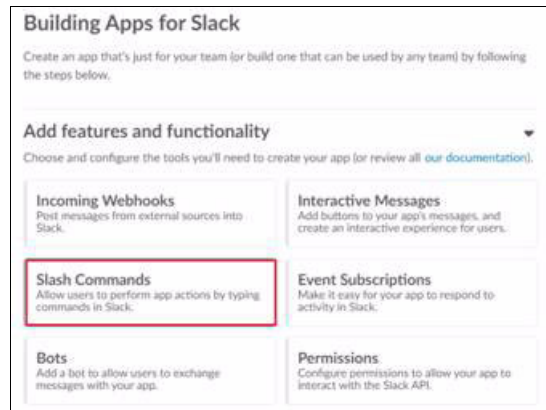 Building Apps for Slack
Create an app that's just for your team (or build one that can be used by any team) by following
the steps below.
Add features and functionality
Choose and configure the tools you'll need to create your app (or review all our documentation).
Incoming Webhooks
Post messages from external sources into
Slack.
Interactive Messages
Add buttons to your app's messages, and
create an interactive experience for users.
Slash Commands
Allow users to perform app actions by typing
commands in Slack.
Event Subscriptions
Make it easy for your app to respond to
activity in Slack.
Bots
Add a bot to allow users to exchange
messages with your app.
Permissions
Configure permissions to allow your app to
interact with the Slack API.